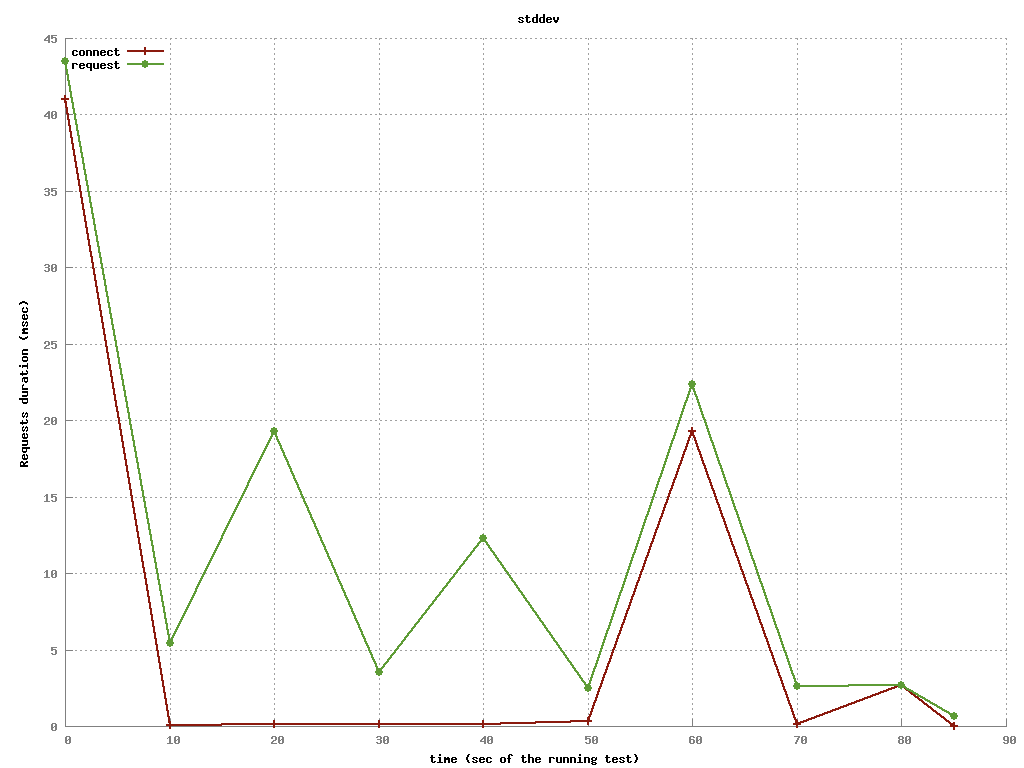 stddev
connect
request
45
40
35
30
25
20
15
10
5
0
Requests duration (msec)
0 10 20 30 40 50 60 70 80 90
time (sec of the running test)